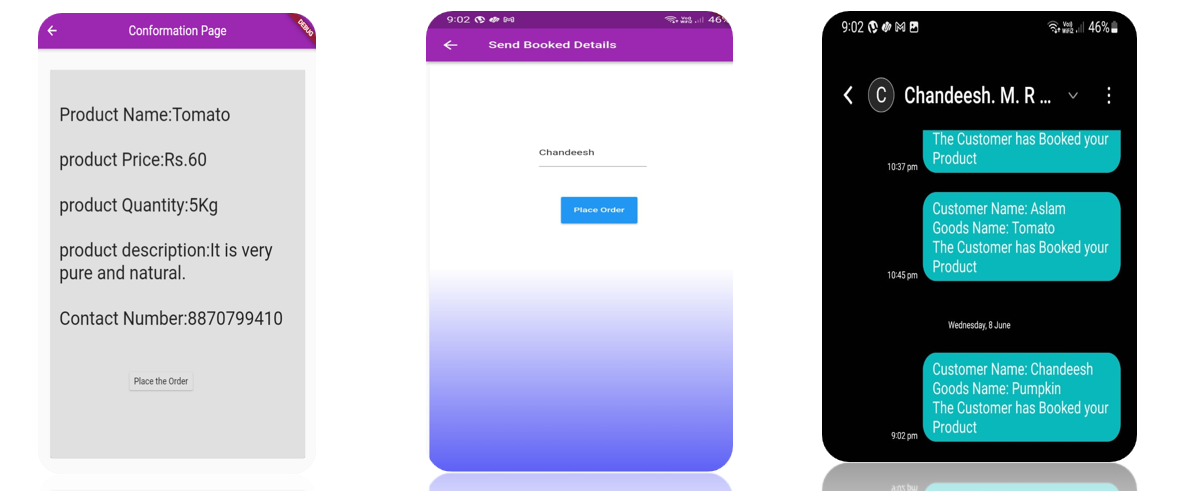 Conformation Page
DEBUG
Product Name:Tomato
product Price:Rs.60
product Quantity:5Kg
product description:It is very
pure and natural.
Contact Number:8870799410
Place the Order
9:02 46%
Send Booked Details
Chandeesh
Place Order
9:02 46%
C Chandeesh. M. R ...
The Customer has Booked your
Product
10:37 pm
Customer Name: Aslam
Goods Name: Tomato
The Customer has Booked your
Product
10:45 pm
Wednesday, 8 June
Customer Name: Chandeesh
Goods Name: Pumpkin
The Customer has Booked your
Product
9:02 pm